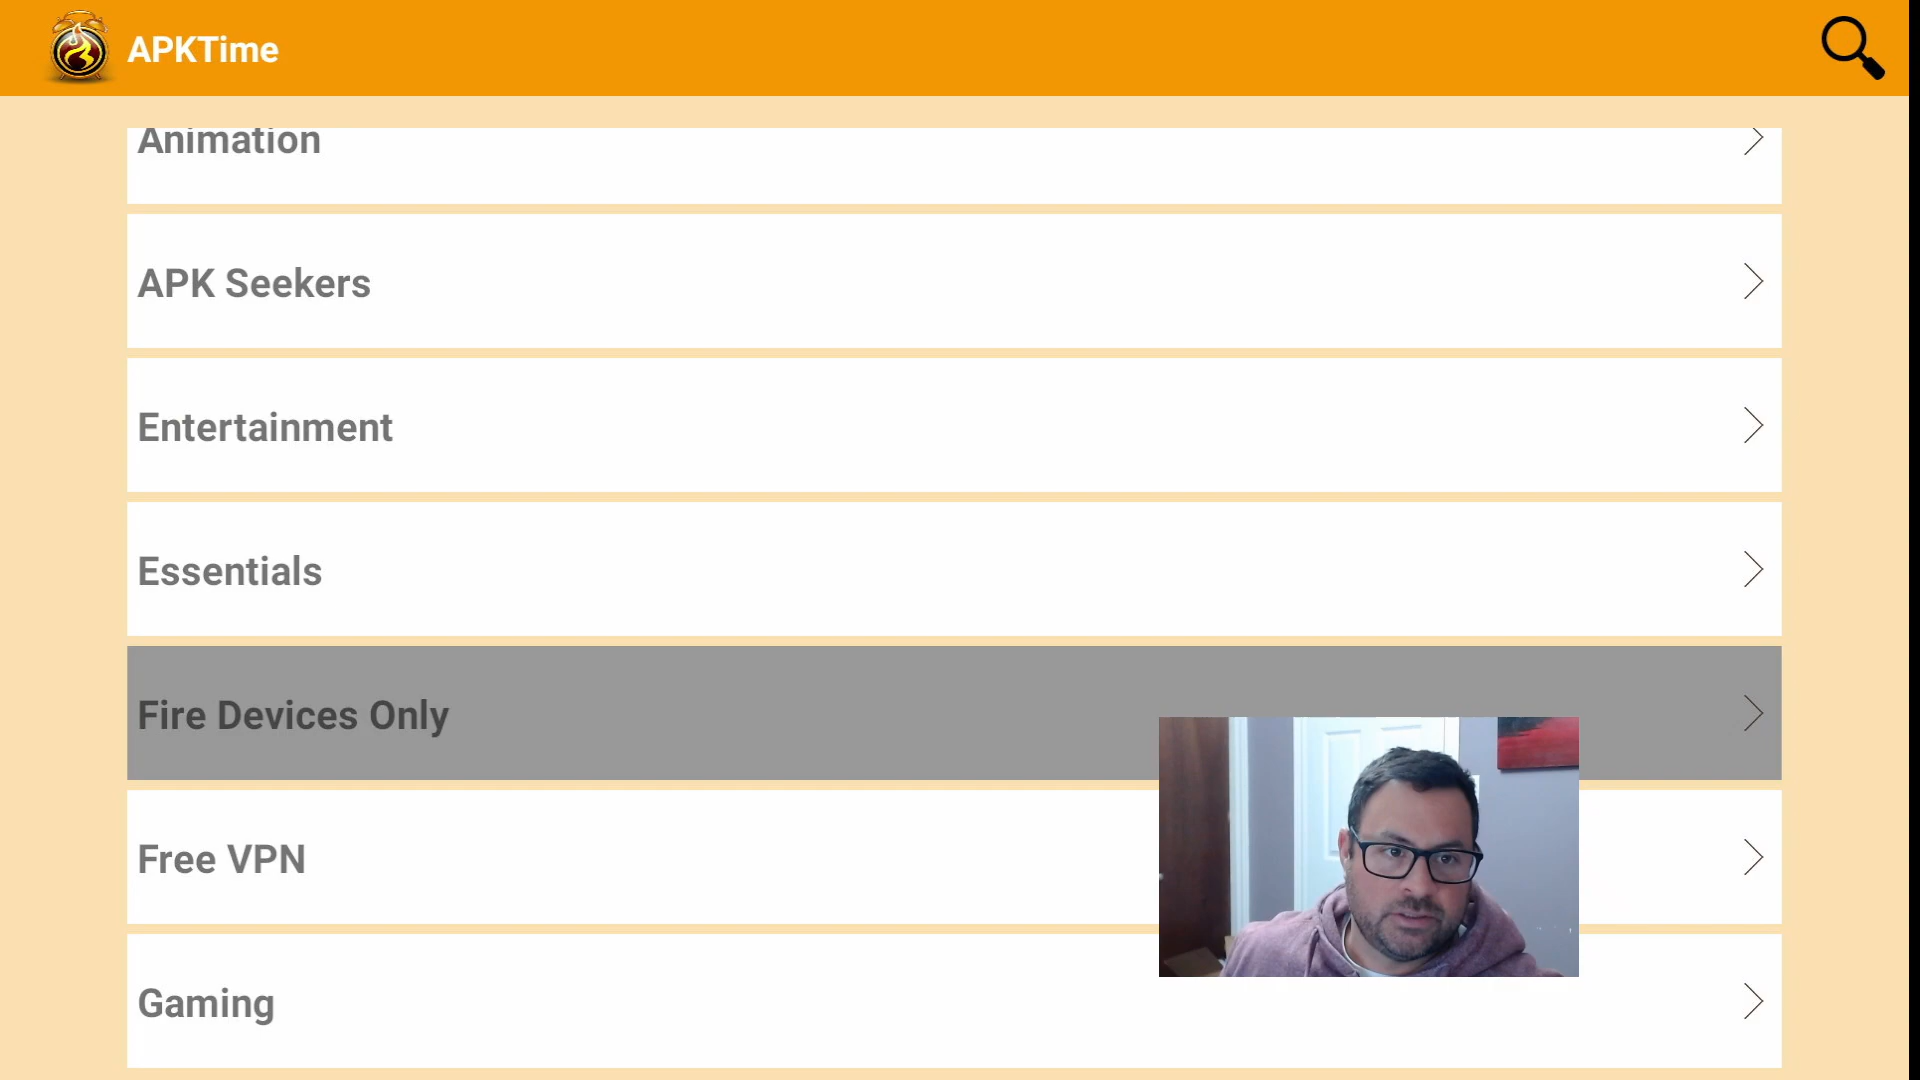 APKTime
Animation
APK Seekers
Entertainment
Essentials
Fire Devices Only
Free VPN
Gaming